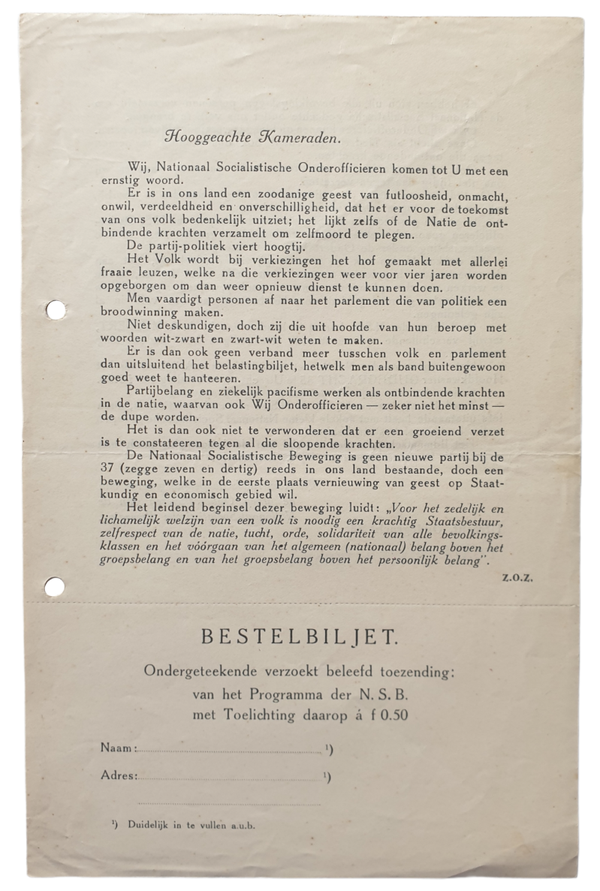 Hooggeachte Kameraden.
Wij, Nationaal Socialistische Onderofficieren komen tot U met een
ernstig woord.
Er is in ons land een zoodanige geest van futloosheid, onmacht,
onwil, verdeeldheid en onverschilligheid, dat het er voor de toekomst
van ons volk bedenkelijk uitziet; het lijkt zelfs of de Natie de ont-
bindende krachten verzamelt om zelfmoord te plegen.
De partij-politiek viert hoogtij.
Het Volk wordt bij verkiezingen het hof gemaakt met allerlei
fraaie leuzen, welke na die verkiezingen weer voor vier jaren worden
opgeborgen om dan weer opnieuw dienst te kunnen doen.
Men vaardigt personen af naar het parlement die van politiek een
broodwinning maken.
Niet deskundigen, doch zij die uit hoofde van hun beroep met
woorden wit-zwart en zwart-wit weten te maken.
Er is dan ook geen verband meer tusschen volk en parlement
dan uitsluitend het belastingbiljet, hetwelk men als band buitengewoon
goed weet te hanteeren.
Partijbelang en ziekelijk pacifisme werken als ontbindende krachten
in de natie, waarvan ook Wij Onderofficieren — zeker niet het minst —
de dupe worden.
Het is dan ook niet te verwonderen dat er een groeiend verzet
is te constateeren tegen al die sloopende krachten.
De Nationaal Socialistische Beweging is geen nieuwe partij bij de
37 (zegge zeven en dertig) reeds in ons land bestaande, doch een
beweging, welke in de eerste plaats vernieuwing van geest op Staat-
kundig en economisch gebied wil.
Het leidend beginsel dezer beweging luidt: „Voor het zedelijk en
lichamelijk welzijn van een volk is noodig een krachtig Staatsbestuur,
zelfrespect van de natie, tucht, orde, solidariteit van alle bevolkings-
klassen en het vóórgaan van het algemeen (nationaal) belang boven het
groepsbelang en van het groepsbelang boven het persoonlijk belang".
Z.O.Z.
BESTELBILJET.
Ondergeteekende verzoekt beleefd toezending:
van het Programma der N. S. B.
met Toelichting daarop á f 0.50
Naam: ¹)
Adres: ¹)
¹) Duidelijk in te vullen a.u.b.